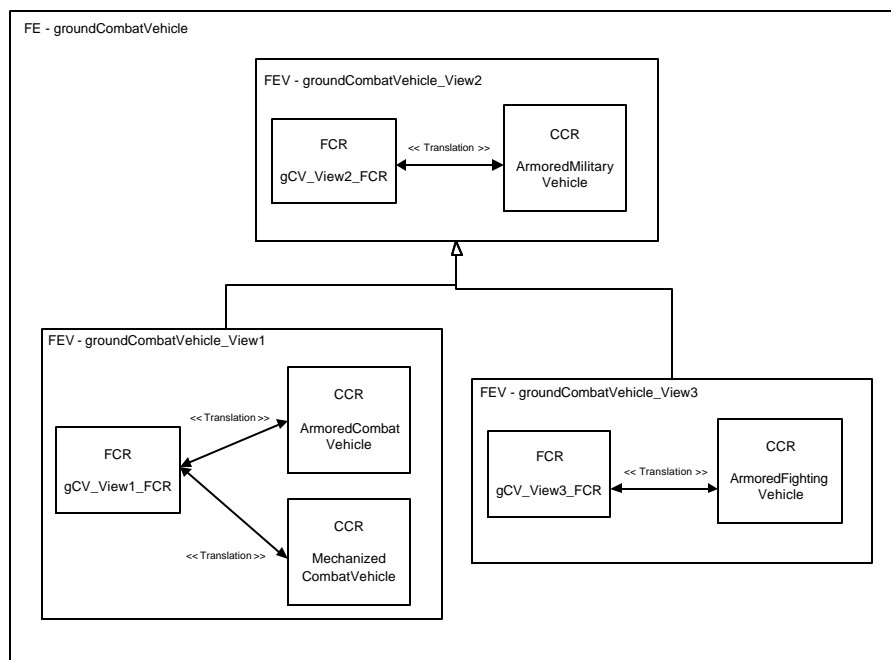 FE - groundCombatVehicle
FEV - groundCombatVehicle_View2
FCR
gCV_View2_FCR
<< Translation >>
CCR
ArmoredMilitary
Vehicle
FEV - groundCombatVehicle_View1
FCR
gCV_View1_FCR
<< Translation >>
CCR
ArmoredCombat
Vehicle
<< Translation >>
CCR
Mechanized
CombatVehicle
FEV - groundCombatVehicle_View3
FCR
gCV_View3_FCR
<< Translation >>
CCR
ArmoredFighting
Vehicle